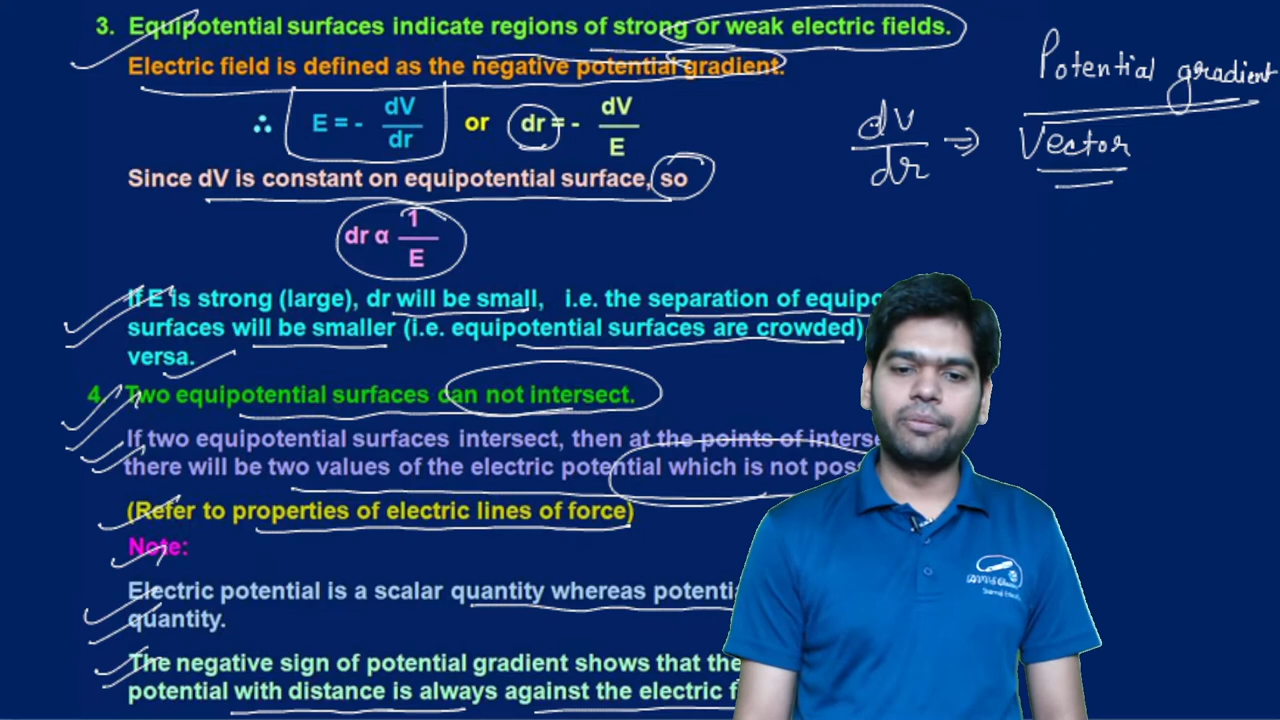 3. Equipotential surfaces indicate regions of strong or weak electric fields.
Electric field is defined as the negative potential gradient.
∴ E = - dV/dr or dr = - dV/E
Since dV is constant on equipotential surface, so
dr α 1/E
If E is strong (large), dr will be small, i.e. the separation of
surfaces will be smaller (i.e. equipotential surfaces are crowded)
versa.
4. Two equipotential surfaces can not intersect.
If two equipotential surfaces intersect, then at the points of
there will be two values of the electric potential which is not
(Refer to properties of electric lines of force)
Note:
Electric potential is a scalar quantity whereas
quantity.
The negative sign of potential gradient shows that the
potential with distance is always against the electric
Potential gradient
dV/dr ⇒ Vector